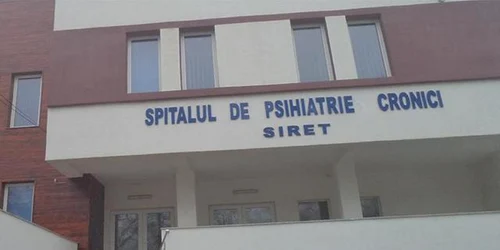 SPITALUL DE PSIHIATRIE CRONICI
SIRET